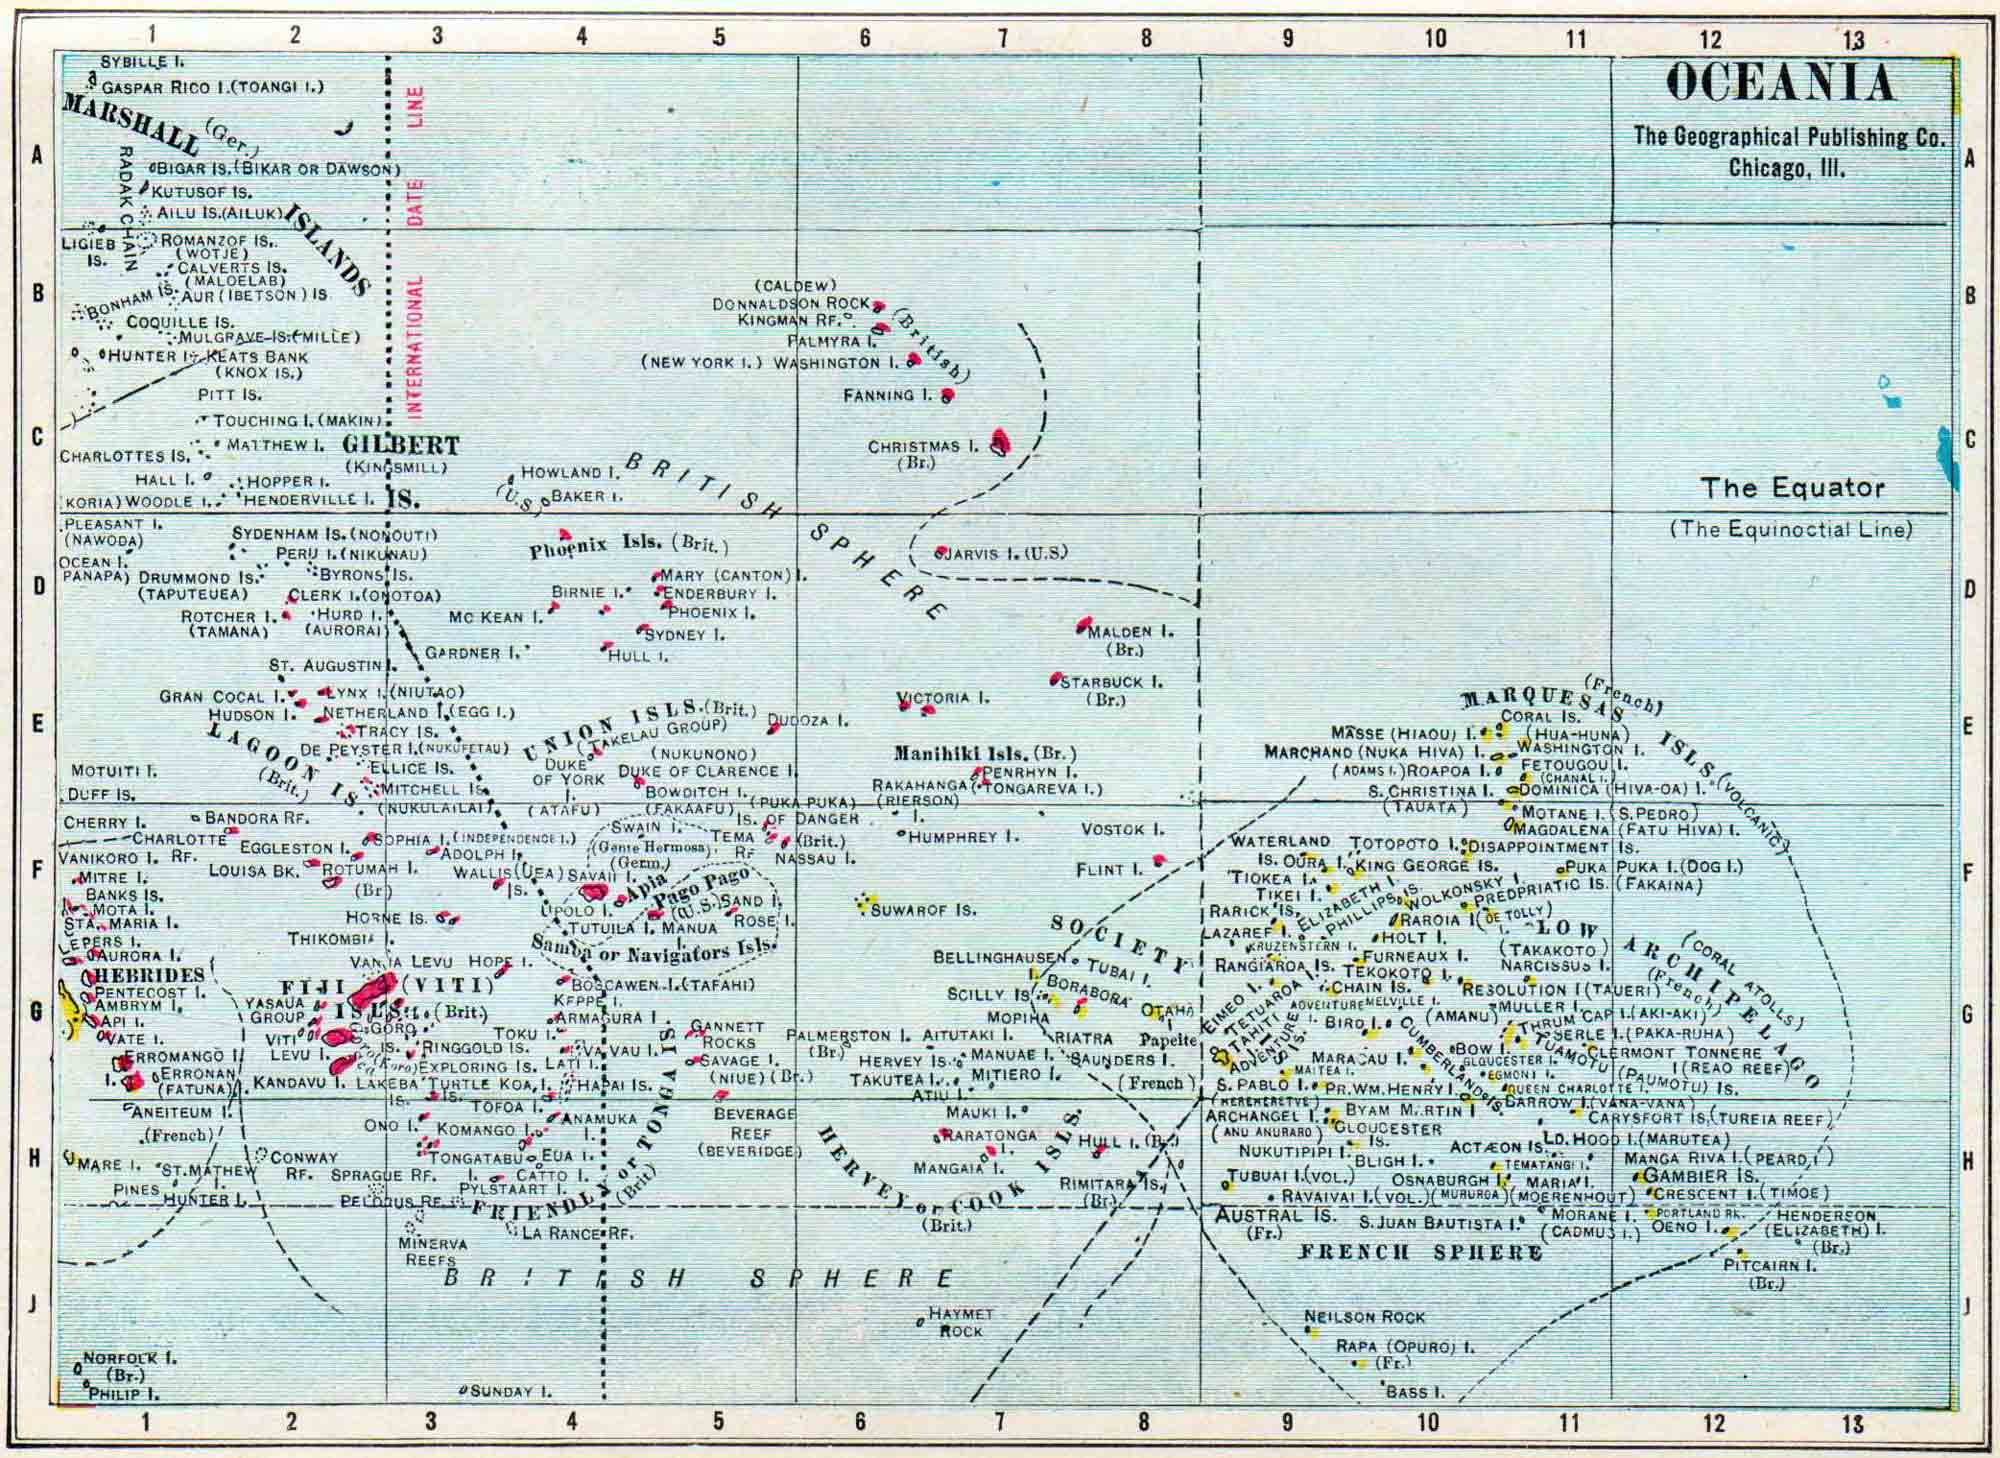 1 2 3 4 5 6 7 8 9 10 11 12 13
OCEANIA
The Geographical Publishing Co.
Chicago, Ill.
A
A
SYBILLE I.
GASPAR RICO I.(TOANGI I.)
MARSHALL
(Ger.)
ISLANDS
RADAK CHAIN
BIGAR IS.(BIKAR OR DAWSON)
KUTUSOF IS.
AILU IS.(AILUK)
INTERNATIONAL DATE LINE
B
B
LIGIEB
IS.
ROMANZOF IS.
(WOTJE)
CALVERTS IS.
(MALOELAB)
BONHAM IS.
AUR (IBETSON) IS
COQUILLE IS.
MULGRAVE IS.(MILLE)
HUNTER I.
KEATS BANK
(KNOX IS.)
PITT IS.
(CALDEW)
DONNALDSON ROCK
KINGMAN RF.
(British)
PALMYRA I.
(NEW YORK I.) WASHINGTON I.
FANNING I.
CHRISTMAS I.
(Br.)
C
C
TOUCHING I.(MAKIN)
MATTHEW I.
GILBERT
(KINGSMILL)
IS.
CHARLOTTES IS.
HALL I.
HOPPER I.
KORIA) WOODLE I.
HENDERVILLE I.
HOWLAND I.
(U.S.)
BAKER I.
BRITISH SPHERE
The Equator
(The Equinoctial Line)
D
D
PLEASANT I.
(NAWODA)
OCEAN I.
PANAPA)
SYDENHAM IS.(NONOUTI)
PERU I.(NIKUNAU)
DRUMMOND IS.
(TAPUTEUEA)
BYRONS IS.
CLERK I.(ONOTOA)
ROTCHER I.
(TAMANA)
HURD I.
(AURORAI)
Phoenix Isls. (Brit.)
MARY (CANTON) I.
BIRNIE I.
ENDERBURY I.
MC KEAN I.
PHOENIX I.
SYDNEY I.
GARDNER I.
HULL I.
JARVIS I.(U.S.)
MALDEN I.
(Br.)
STARBUCK I.
(Br.)
E
E
ST. AUGUSTIN I.
GRAN COCAL I.
LYNX I.(NIUTAO)
HUDSON I.
NETHERLAND I.(EGG I.)
TRACY IS.
LAGOON IS.
(Brit.)
DE PEYSTER I.(NUKUFETAU)
ELLICE IS.
MITCHELL IS.
(NUKULAILAI)
MOTUITI I.
DUFF IS.
UNION ISLS.(Brit.)
(TAKELAU GROUP)
DUKE
OF YORK
I.
(ATAFU)
(NUKUNONO)
DUKE OF CLARENCE I.
BOWDITCH I.
(FAKAAFU)
DUDOZA I.
VICTORIA I.
Manihiki Isls. (Br.)
PENRHYN I.
(TONGAREVA I.)
RAKAHANGA
(RIERSON)
I.
HUMPHREY I.
VOSTOK I.
FLINT I.
MARQUESAS ISLS.
(French)
(VOLCANIC)
CORAL IS.
MASSE (HIAOU) I.
(HUA-HUNA)
MARCHAND (NUKA HIVA) I.
WASHINGTON I.
(ADAMS I.) ROAPOA I.
FETOUGOU I.
(CHANAL I.)
S. CHRISTINA I.
(TAUATA)
DOMINICA (HIVA-OA) I.
MOTANE I.(S.PEDRO)
MAGDALENA (FATU HIVA) I.
F
F
CHERRY I.
BANDORA RF.
CHARLOTTE
RF.
VANIKORO I.
MITRE I.
BANKS IS.
MOTA I.
STA. MARIA I.
LEPERS I.
AURORA I.
EGGLESTON I.
LOUISA BK.
SOPHIA I.(INDEPENDENCE I.)
ADOLPH I.
ROTUMAH I.
(Br)
WALLIS (UEA)
IS.
HORNE IS.
THIKOMBIA
SWAIN I.
(Gente Hermosa)
(Germ.)
SAVAII I.
Apia
UPOLO I.
Pago Pago
(U.S.)
TUTUILA I.
MANUA
I.
SAND I.
ROSE I.
Samoa or Navigators Isls.
(PUKA PUKA)
IS. OF DANGER
(Brit.)
TEMA
RF
NASSAU I.
SUWAROF IS.
WATERLAND
IS.
OURA I.
TOTOPOTO I.
DISAPPOINTMENT IS.
KING GEORGE IS.
PUKA PUKA I.(DOG I.)
TIOKEA I.
TIKEI I.
ELIZABETH I.
PHILLIPS IS.
WOLKONSKY I.
PREDPRIATIC IS.(FAKAINA)
RARICK IS.
LAZAREF I.
RAROIA I.(DE TOLLY)
KRUZENSTERN I.
HOLT I.
LOW ARCHIPELAGO
(CORAL ATOLLS)
(French)
G
G
HEBRIDES
PENTECOST I.
AMBRYM I.
API I.
VATE I.
ERROMANGO I.
ERRONAN
(FATUNA)
I.
VANUA LEVU
HOPE I.
FIJI (VITI)
ISLS. (Brit.)
YASAUA
GROUP
VITI
LEVU I.
GORO
IS.
RINGGOLD IS.
EXPLORING IS.
KANDAVU I.
LAKEBA
IS.
TURTLE
IS.
KOA I.
BOSCAWEN I.(TAFAHI)
KEPPE I.
ARMAGURA I.
TOKU I.
VAVAU I.
LATI I.
HAPAI IS.
TOFOA I.
FRIENDLY or TONGA IS.
(Brit)
GANNETT
ROCKS
SAVAGE I.
(NIUE)(Br.)
SOCIETY
BELLINGHAUSEN
TUBAI I.
SCILLY IS.
BORABORA
MOPIHA
OTAHA
RIATRA
Papeite
SAUNDERS I.
(French)
PALMERSTON I.
(Br.)
AITUTAKI I.
HERVEY IS.
MANUAE I.
TAKUTEA I.
MITIERO I.
ATIU I.
RANGIAROA IS.
FURNEAUX I.
TEKOKOTO I.
(TAKAKOTO)
NARCISSUS I.
CHAIN IS.
RESOLUTION I (TAUERI)
EIMEO I.
TETUAROA I.
TAHITI
ADVENTURE
MELVILLE I.
BIRD I.
(AMANU)
MULLER I.
THRUM CAP I.(AKI-AKI)
SERLE I.(PAKA-RUHA)
CUMBERLAND IS.
MARACAU I.
MAITEA I.
BOW I.
GLOUCESTER I.
EGMONT I.
TUAMOTU (PAUMOTU) IS.
CLERMONT TONNERE
I.(REAO REEF)
S. PABLO I.
(HEREHERETVE)
PR.WM.HENRY I.
QUEEN CHARLOTTE I.
BARROW I.(VANA-VANA)
H
H
ANEITEUM I.
(French)
MARE I.
ST. MATHEW
I.
PINES
HUNTER I.
CONWAY
RF.
ONO I.
KOMANGO I.
ANAMUKA
I.
TONGATABU
I.
EUA I.
SPRAGUE RF.
CATTO I.
PYLSTAART I.
PELORUS RF.
BEVERAGE
REEF
(BEVERIDGE)
MAUKI I.
RARATONGA
I.
MANGAIA I.
HULL I. (Br.)
RIMITARA IS.
(Br.)
HERVEY or COOK ISLS.
(Brit.)
ARCHANGEL I.
(ANU ANURARO)
BYAM MARTIN I.
GLOUCESTER
IS.
CARYSFORT IS.(TUREIA REEF)
NUKUTIPIPI I.
BLIGH I.
ACTÆON IS.
LD. HOOD I.(MARUTEA)
TEMATANGI I.
MANGA RIVA I.(PEARD I)
TUBUAI I.(VOL.)
OSNABURGH I.
(MURUROA)
MARIA I.
(MOERENHOUT)
GAMBIER IS.
RAVAIVAI I.(VOL.)
CRESCENT I.(TIMOE)
AUSTRAL IS.
(Fr.)
S.JUAN BAUTISTA I.
MORANE I.
(CADMUS I.)
PORTLAND RK.
OENO I.
HENDERSON
(ELIZABETH) I.
(Br.)
FRENCH SPHERE
PITCAIRN I.
(Br.)
J
J
MINERVA
REEFS
LA RANCE RF.
BRITISH SPHERE
HAYMET
ROCK
NEILSON ROCK
RAPA (OPURO) I.
(Fr.)
BASS I.
NORFOLK I.
(Br.)
PHILIP I.
SUNDAY I.
1 2 3 4 5 6 7 8 9 10 11 12 13